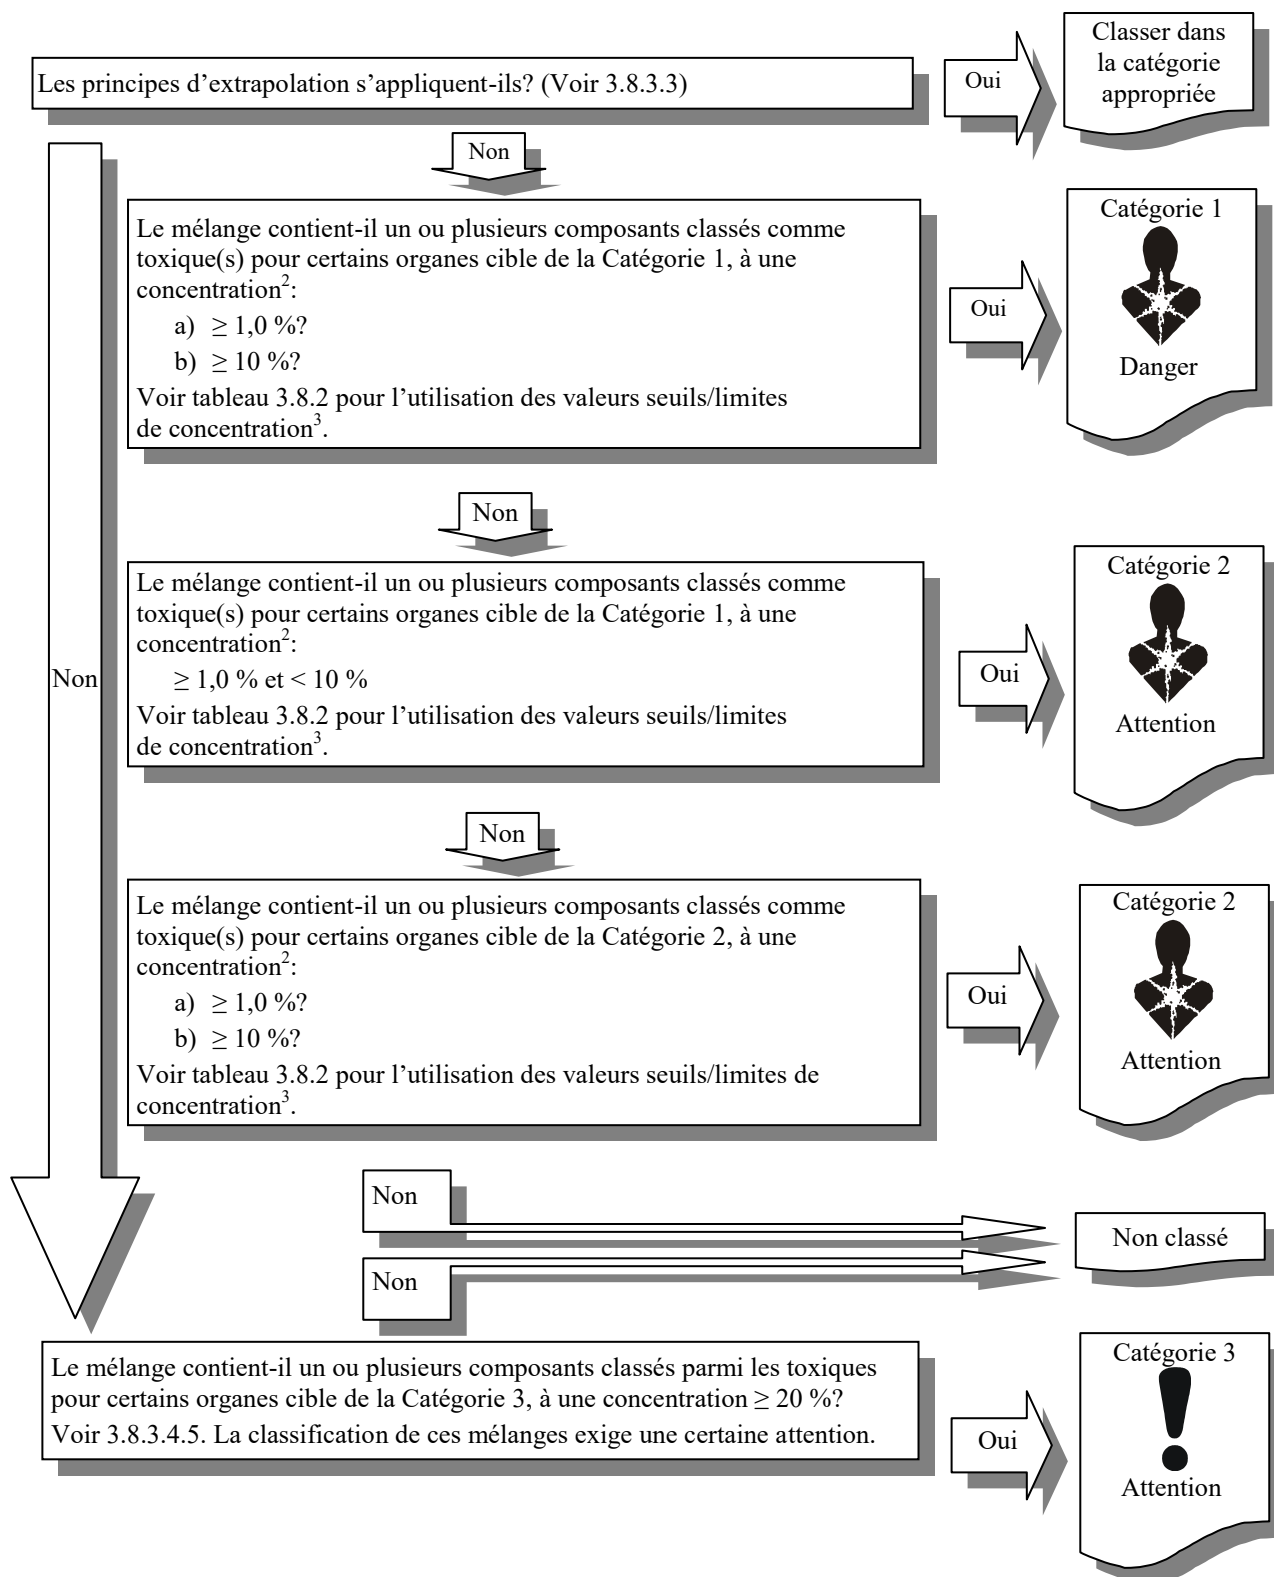 Les principes d'extrapolation s'appliquent-ils? (Voir 3.8.3.3)
Oui
Classer dans
la catégorie
appropriée
Non
Non
Le mélange contient-il un ou plusieurs composants classés comme
toxique(s) pour certains organes cible de la Catégorie 1, à une
concentration²:
a) ≥ 1,0 %?
b) ≥ 10 %?
Voir tableau 3.8.2 pour l'utilisation des valeurs seuils/limites
de concentration³.
Oui
Catégorie 1
Danger
Non
Le mélange contient-il un ou plusieurs composants classés comme
toxique(s) pour certains organes cible de la Catégorie 1, à une
concentration²:
≥ 1,0 % et < 10 %
Voir tableau 3.8.2 pour l'utilisation des valeurs seuils/limites
de concentration³.
Oui
Catégorie 2
Attention
Non
Le mélange contient-il un ou plusieurs composants classés comme
toxique(s) pour certains organes cible de la Catégorie 2, à une
concentration²:
a) ≥ 1,0 %?
b) ≥ 10 %?
Voir tableau 3.8.2 pour l'utilisation des valeurs seuils/limites de
concentration³.
Oui
Catégorie 2
Attention
Non
Non classé
Non
Le mélange contient-il un ou plusieurs composants classés parmi les toxiques
pour certains organes cible de la Catégorie 3, à une concentration ≥ 20 %?
Voir 3.8.3.4.5. La classification de ces mélanges exige une certaine attention.
Oui
Catégorie 3
Attention